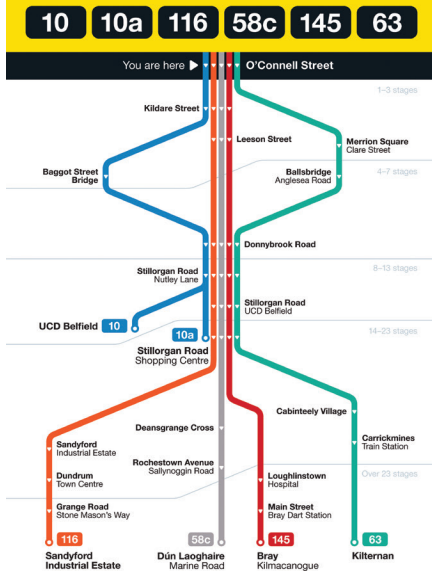 10 10a 116 58c 145 63
You are here O'Connell Street
1–3 stages
Kildare Street
Leeson Street
Merrion Square
Clare Street
4–7 stages
Baggot Street
Bridge
Ballsbridge
Anglesea Road
Donnybrook Road
8–13 stages
Stillorgan Road
Nutley Lane
Stillorgan Road
UCD Belfield
UCD Belfield 10
14–23 stages
10a
Stillorgan Road
Shopping Centre
Cabinteely Village
Deansgrange Cross
Carrickmines
Train Station
Sandyford
Industrial Estate
Rochestown Avenue
Sallynoggin Road
Over 23 stages
Dundrum
Town Centre
Loughlinstown
Hospital
Grange Road
Stone Mason's Way
Main Street
Bray Dart Station
116 58c 145 63
Sandyford
Industrial Estate
Dún Laoghaire
Marine Road
Bray
Kilmacanogue
Kilternan